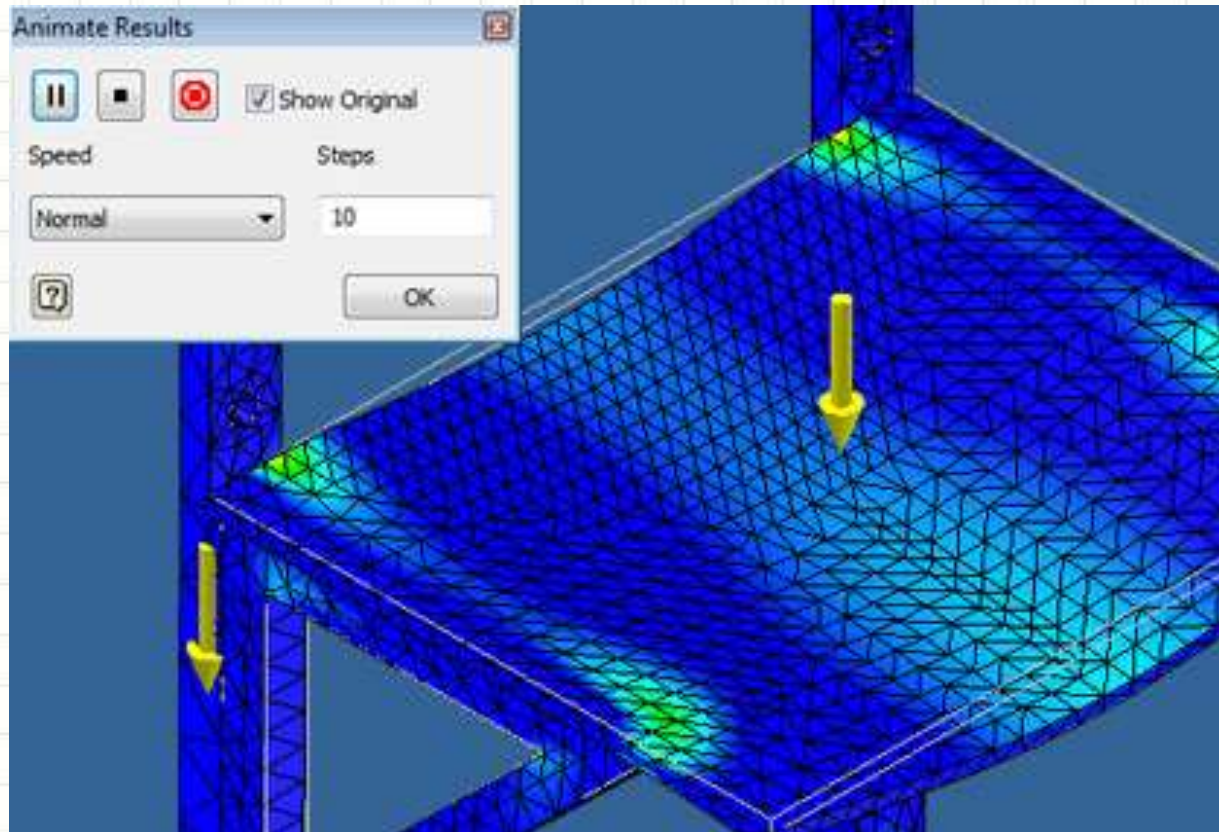 Animate Results
Show Original
Speed
Steps
Normal
10
?
OK